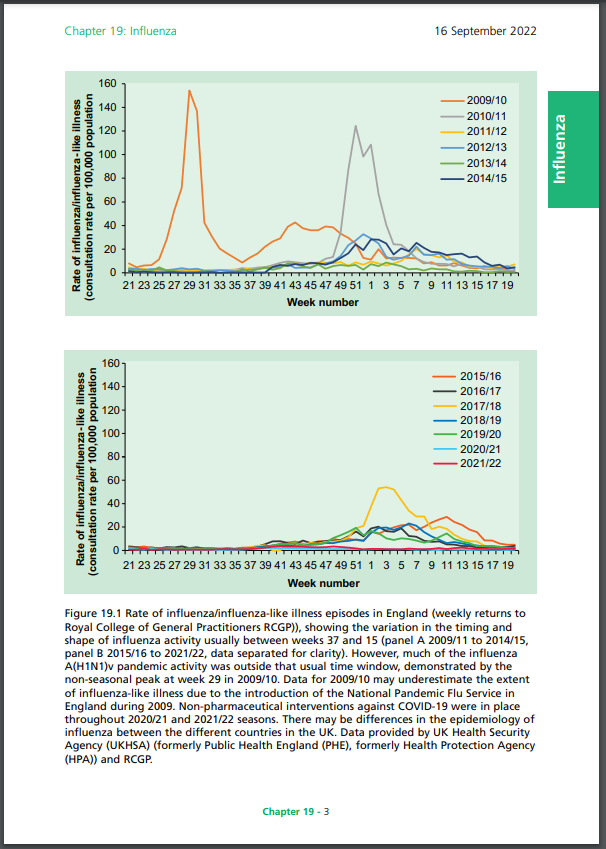 Chapter 19: Influenza
16 September 2022
Influenza
Rate of influenza/influenza-like illness
(consultation rate per 100,000 population
160
140
120
100
80
60
40
20
0
2009/10
2010/11
2011/12
2012/13
2013/14
2014/15
21 23 25 27 29 31 33 35 37 39 41 43 45 47 49 51 1 3 5 7 9 11 13 15 17 19
Week number
Rate of influenza/influenza-like illness
(consultation rate per 100,000 population
160
140
120
100
80
60
40
20
0
2015/16
2016/17
2017/18
2018/19
2019/20
2020/21
2021/22
21 23 25 27 29 31 33 35 37 39 41 43 45 47 49 51 1 3 5 7 9 11 13 15 17 19
Week number
Figure 19.1 Rate of influenza/influenza-like illness episodes in England (weekly returns to
Royal College of General Practitioners RCGP)), showing the variation in the timing and
shape of influenza activity usually between weeks 37 and 15 (panel A 2009/11 to 2014/15,
panel B 2015/16 to 2021/22, data separated for clarity). However, much of the influenza
A(H1N1)v pandemic activity was outside that usual time window, demonstrated by the
non-seasonal peak at week 29 in 2009/10. Data for 2009/10 may underestimate the extent
of influenza-like illness due to the introduction of the National Pandemic Flu Service in
England during 2009. Non-pharmaceutical interventions against COVID-19 were in place
throughout 2020/21 and 2021/22 seasons. There may be differences in the epidemiology of
influenza between the different countries in the UK. Data provided by UK Health Security
Agency (UKHSA) (formerly Public Health England (PHE), formerly Health Protection Agency
(HPA)) and RCGP.
Chapter 19 - 3